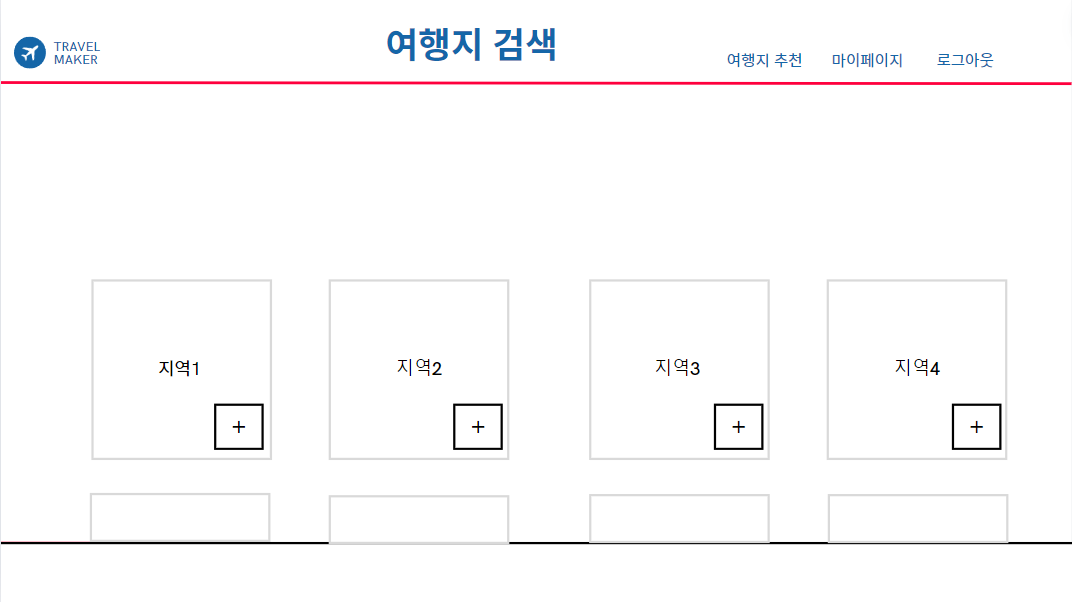 TRAVEL
MAKER
여행지 검색
여행지 추천 마이페이지 로그아웃
지역1 지역2 지역3 지역4
+ + + +